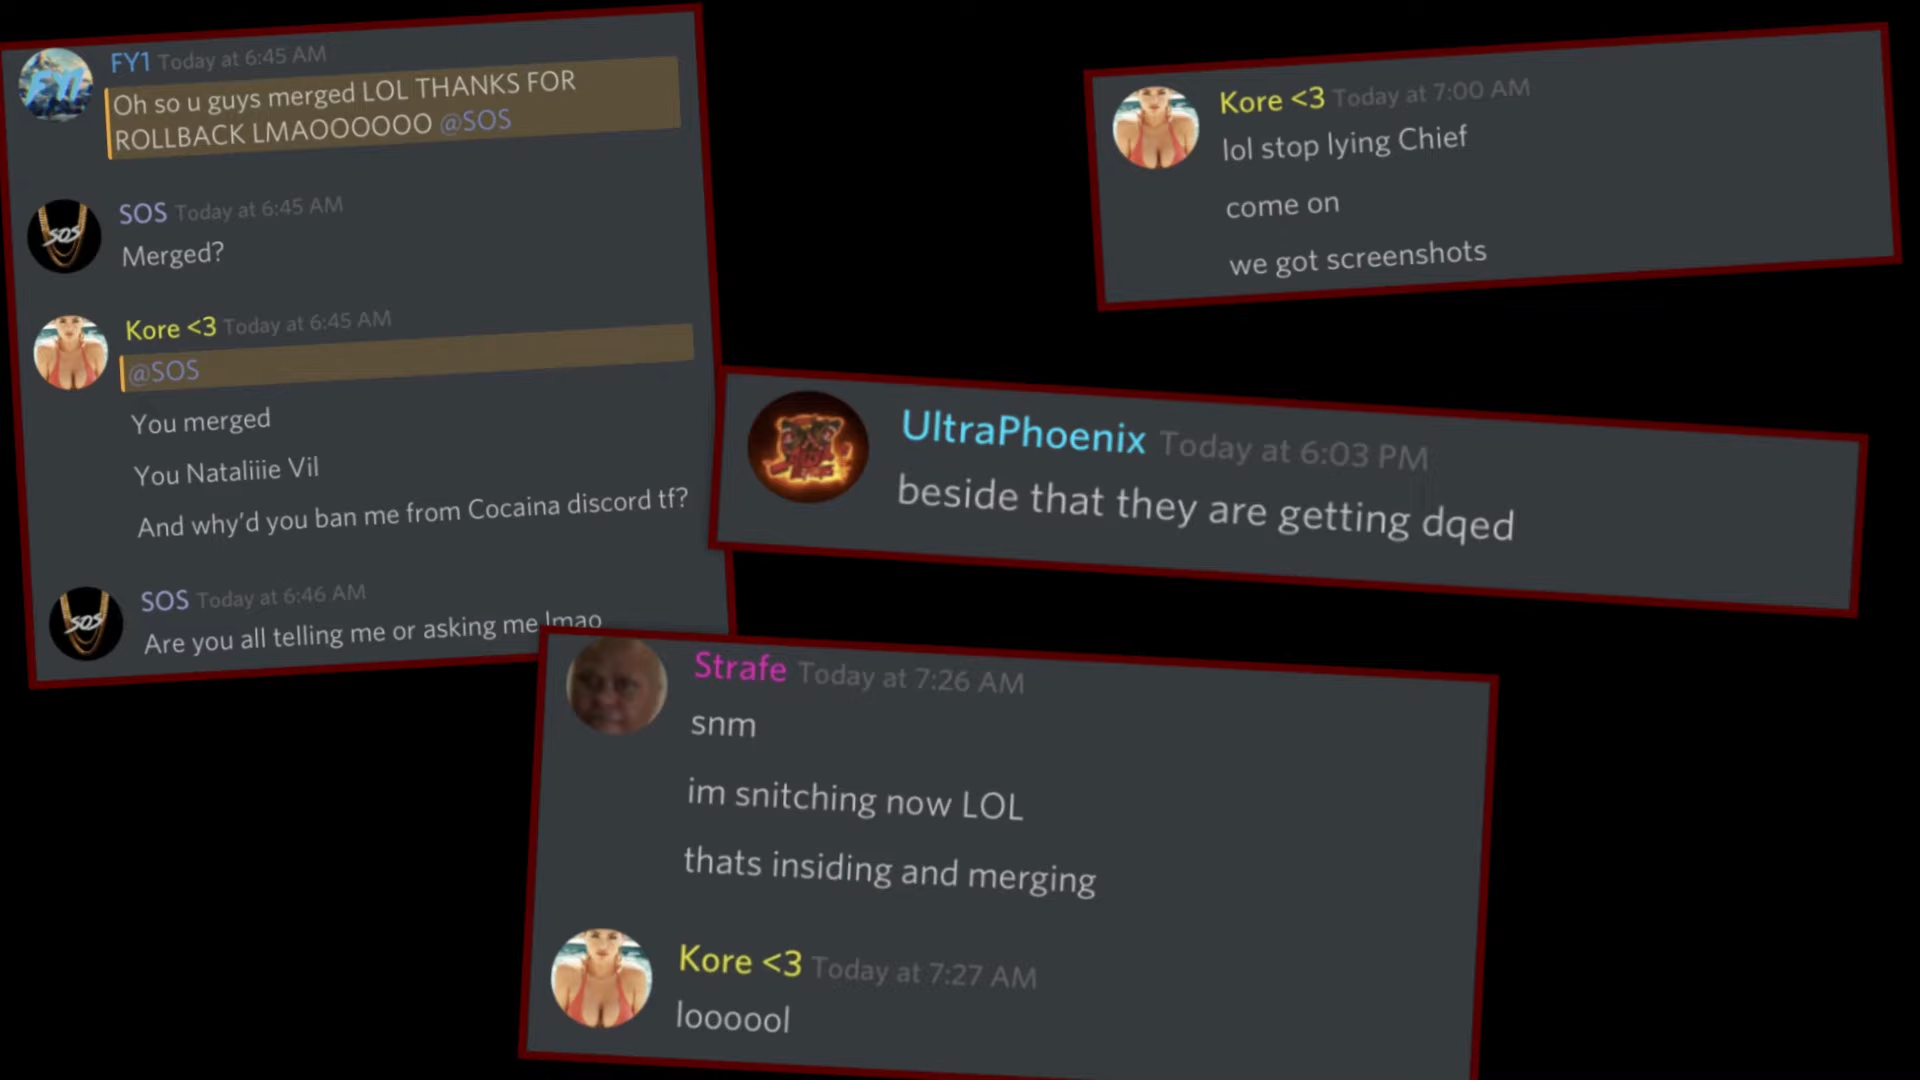 FY1 Today at 6:45 AM
Oh so u guys merged LOL THANKS FOR
ROLLBACK LMAOOOOOO @SOS
SOS
SOS Today at 6:45 AM
Merged?
Kore <3 Today at 6:45 AM
@SOS
You merged
You Nataliiie Vil
And why'd you ban me from Cocaina discord tf?
SOS
SOS Today at 6:46 AM
Are you all telling me or asking me lmao
Kore <3 Today at 7:00 AM
lol stop lying Chief
come on
we got screenshots
UltraPhoenix Today at 6:03 PM
beside that they are getting dqed
Strafe Today at 7:26 AM
snm
im snitching now LOL
thats insiding and merging
Kore <3 Today at 7:27 AM
loooool